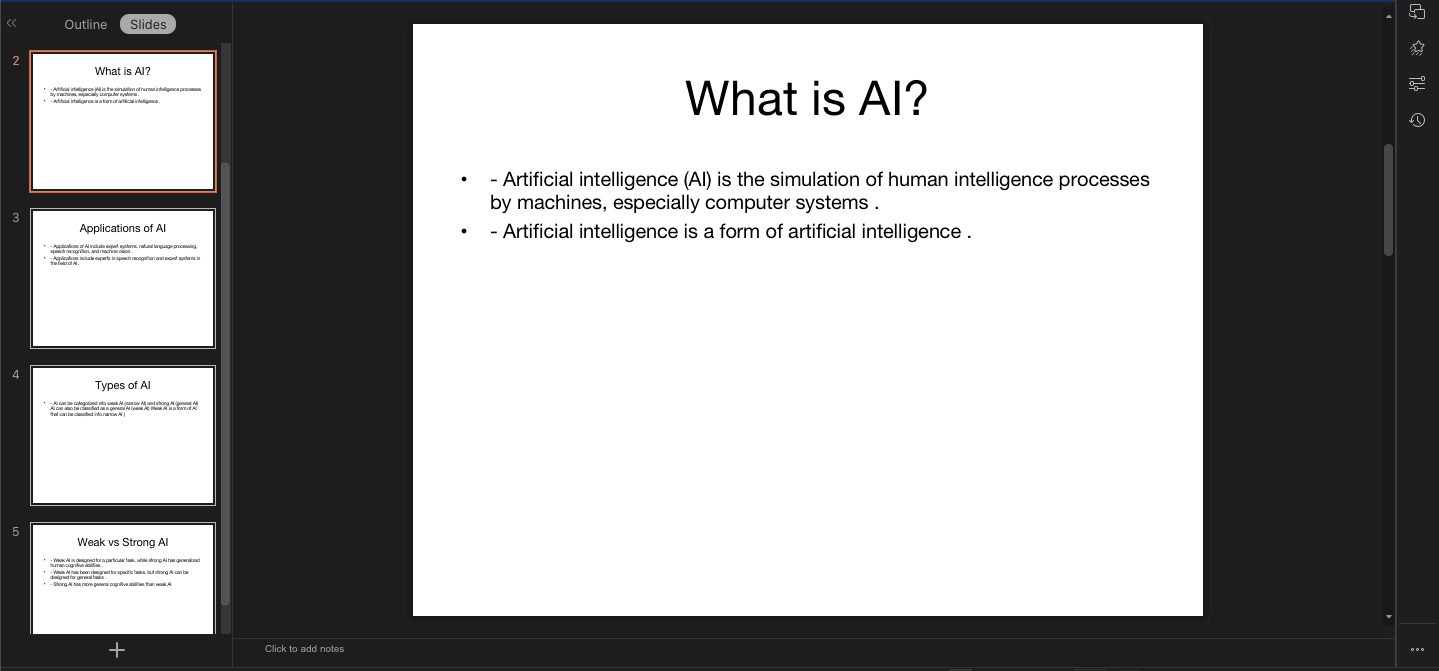 Outline
Slides
2
What is AI?
• - Artificial intelligence (AI) is the simulation of human intelligence processes
by machines, especially computer systems .
• - Artificial intelligence is a form of artificial intelligence .
3
Applications of AI
• - Applications of AI include expert systems, natural language processing,
speech recognition, and machine vision .
• - Applications include experts in speech recognition and expert systems in
the field of AI .
4
Types of AI
• - AI can be categorized into weak AI (narrow AI) and strong AI (general AI)
AI can also be classified as a general AI (weak AI) Weak AI is a form of AI
that can be classified into narrow AI (
5
Weak vs Strong AI
• - Weak AI is designed for a particular task, while strong AI has generalized
human cognitive abilities .
• - Weak AI has been designed for specific tasks, but strong AI can be
designed for general tasks .
• - Strong AI has more general cognitive abilities than weak AI
What is AI?
• - Artificial intelligence (AI) is the simulation of human intelligence processes
by machines, especially computer systems .
• - Artificial intelligence is a form of artificial intelligence .
Click to add notes